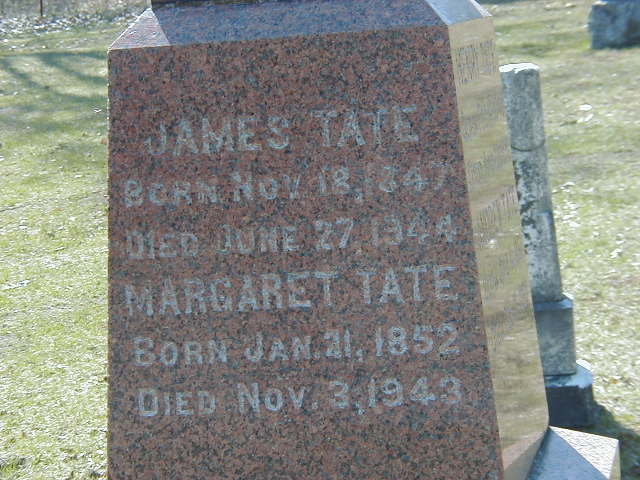 JAMES TATE
BORN NOV. 18, 1847
DIED JUNE 27, 1944
MARGARET TATE
BORN JAN. 21, 1852
DIED NOV. 3, 1943.